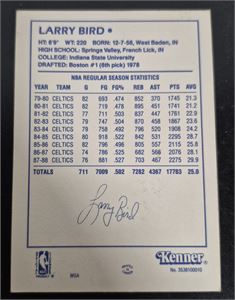 LARRY BIRD •
HT: 6'9" WT: 220 BORN: 12-7-56, West Baden, IN
HIGH SCHOOL: Springs Valley, French Lick, IN
COLLEGE: Indiana State University
DRAFTED: Boston #1 (6th pick) 1978
NBA REGULAR SEASON STATISTICS
YEAR TEAM G FG FG% REB AST PTS AVG
79-80 CELTICS 82 693 .474 852 370 1745 21.3
80-81 CELTICS 82 719 .478 895 451 1741 21.2
81-82 CELTICS 77 711 .503 837 447 1761 22.9
82-83 CELTICS 79 747 .504 870 458 1867 23.6
83-84 CELTICS 79 758 .492 796 520 1908 24.2
84-85 CELTICS 80 918 .522 842 531 2295 28.7
85-86 CELTICS 82 796 .496 805 557 2115 25.8
86-87 CELTICS 74 786 .525 682 566 2076 28.1
87-88 CELTICS 76 881 .527 703 467 2275 29.9
TOTALS 711 7009 .502 7282 4367 17783 25.0
Larry Bird
Kenner
MSA
No. 3538100010